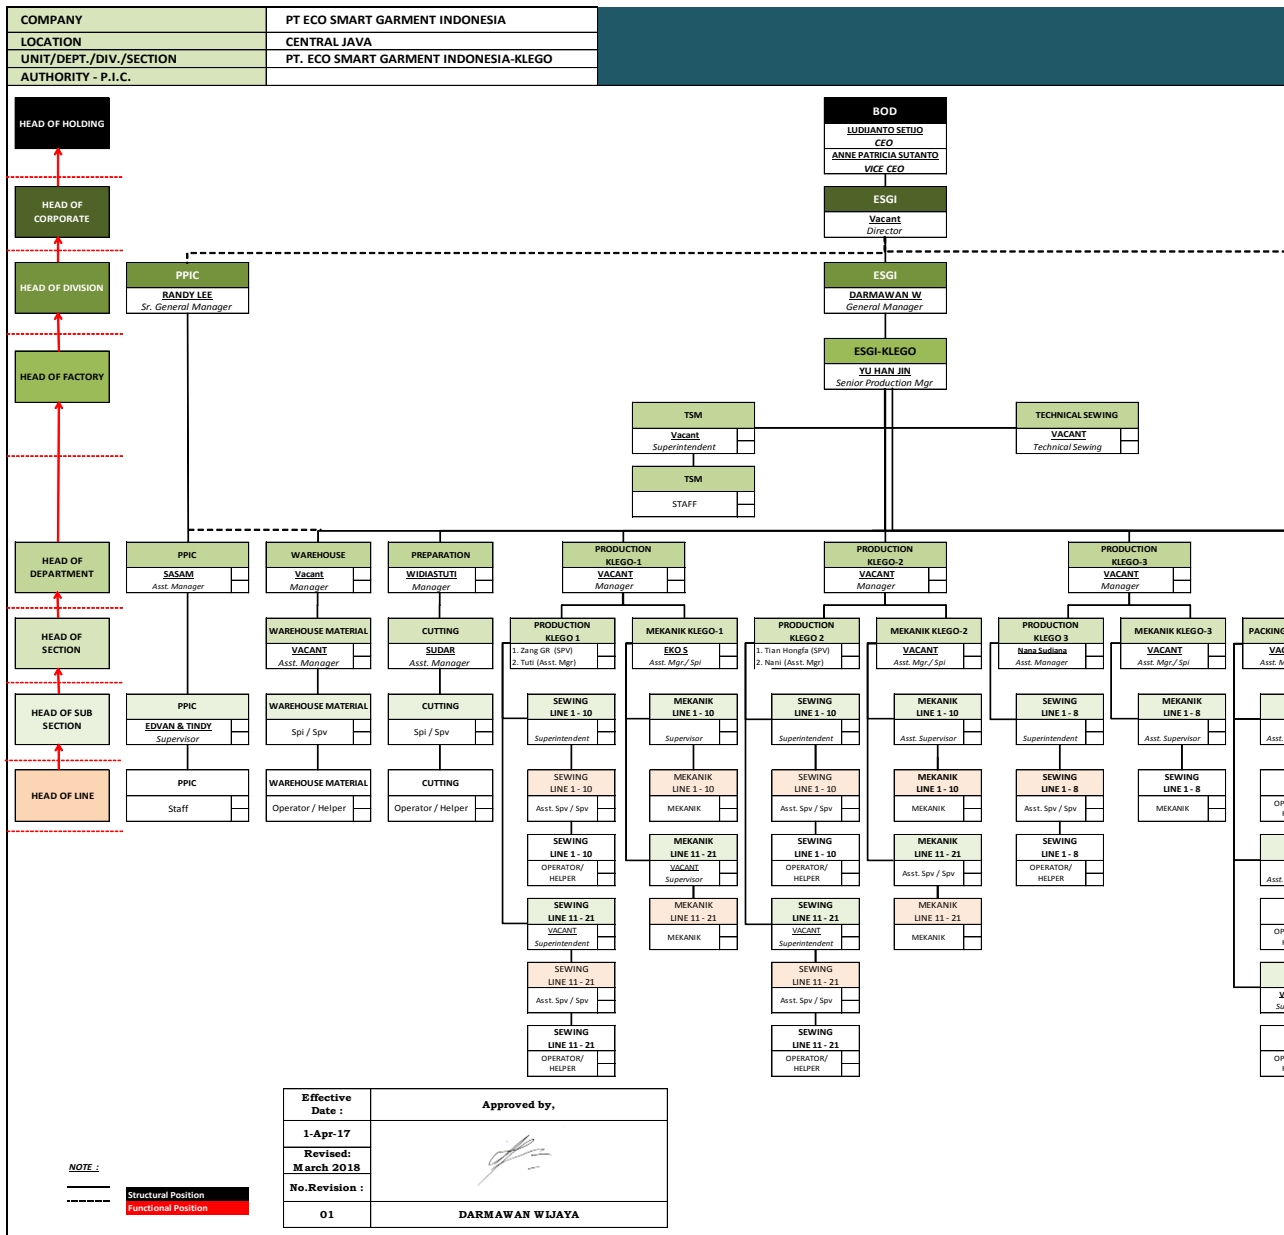 COMPANY PT ECO SMART GARMENT INDONESIA
LOCATION CENTRAL JAVA
UNIT/DEPT./DIV./SECTION PT. ECO SMART GARMENT INDONESIA-KLEGO
AUTHORITY - P.I.C.
HEAD OF HOLDING
BOD
LUDIJANTO SETIJO
CEO
ANNE PATRICIA SUTANTO
VICE CEO
HEAD OF
CORPORATE
ESGI
Vacant
Director
HEAD OF DIVISION
PPIC
RANDY LEE
Sr. General Manager
ESGI
DARMAWAN W
General Manager
HEAD OF FACTORY
ESGI-KLEGO
YU HAN JIN
Senior Production Mgr
TSM
Vacant
Superintendent
TECHNICAL SEWING
VACANT
Technical Sewing
TSM
STAFF
HEAD OF
DEPARTMENT
PPIC
SASAM
Asst. Manager
WAREHOUSE
Vacant
Manager
PREPARATION
WIDIASTUTI
Manager
PRODUCTION
KLEGO-1
VACANT
Manager
PRODUCTION
KLEGO-2
VACANT
Manager
PRODUCTION
KLEGO-3
VACANT
Manager
HEAD OF
SECTION
WAREHOUSE MATERIAL
VACANT
Asst. Manager
CUTTING
SUDAR
Asst. Manager
PRODUCTION
KLEGO 1
1. Zang GR (SPV)
2. Tuti (Asst. Mgr)
MEKANIK KLEGO-1
EKO S
Asst. Mgr./ Spi
PRODUCTION
KLEGO 2
1. Tian Hongfa (SPV)
2. Nani (Asst. Mgr)
MEKANIK KLEGO-2
VACANT
Asst. Mgr./ Spi
PRODUCTION
KLEGO 3
Nana Sudiana
Asst. Manager
MEKANIK KLEGO-3
VACANT
Asst. Mgr./ Spi
PACKING
VAC
Asst. M
HEAD OF SUB
SECTION
PPIC
EDVAN & TINDY
Supervisor
WAREHOUSE MATERIAL
Spi / Spv
CUTTING
Spi / Spv
SEWING
LINE 1 - 10
Superintendent
MEKANIK
LINE 1 - 10
Supervisor
SEWING
LINE 1 - 10
Superintendent
MEKANIK
LINE 1 - 10
Asst. Supervisor
SEWING
LINE 1 - 8
Superintendent
MEKANIK
LINE 1 - 8
Asst. Supervisor
Asst.
HEAD OF LINE
PPIC
Staff
WAREHOUSE MATERIAL
Operator / Helper
CUTTING
Operator / Helper
SEWING
LINE 1 - 10
Asst. Spv / Spv
MEKANIK
LINE 1 - 10
MEKANIK
SEWING
LINE 1 - 10
Asst. Spv / Spv
MEKANIK
LINE 1 - 10
MEKANIK
SEWING
LINE 1 - 8
Asst. Spv / Spv
SEWING
LINE 1 - 8
MEKANIK
OP
H
SEWING
LINE 1 - 10
OPERATOR/
HELPER
MEKANIK
LINE 11 - 21
VACANT
Supervisor
SEWING
LINE 1 - 10
OPERATOR/
HELPER
MEKANIK
LINE 11 - 21
Asst. Spv / Spv
SEWING
LINE 1 - 8
OPERATOR/
HELPER
Asst.
SEWING
LINE 11 - 21
VACANT
Superintendent
MEKANIK
LINE 11 - 21
MEKANIK
SEWING
LINE 11 - 21
VACANT
Superintendent
MEKANIK
LINE 11 - 21
MEKANIK
OP
H
SEWING
LINE 11 - 21
Asst. Spv / Spv
SEWING
LINE 11 - 21
Asst. Spv / Spv
V
Su
SEWING
LINE 11 - 21
OPERATOR/
HELPER
SEWING
LINE 11 - 21
OPERATOR/
HELPER
OP
H
Effective
Date :
Approved by,
1-Apr-17
Revised:
March 2018
No.Revision :
01 DARMAWAN WIJAYA
NOTE :
Structural Position
Functional Position